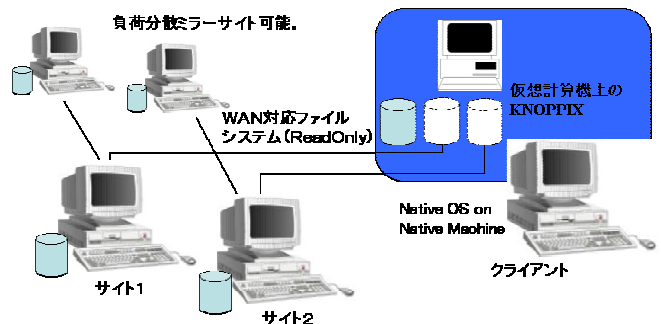 負荷分散ミラーサイト可能。
仮想計算機上の
KNOPPIX
WAN対応ファイル
システム（ReadOnly）
Native OS on
Native Machine
クライアント
サイト1
サイト2